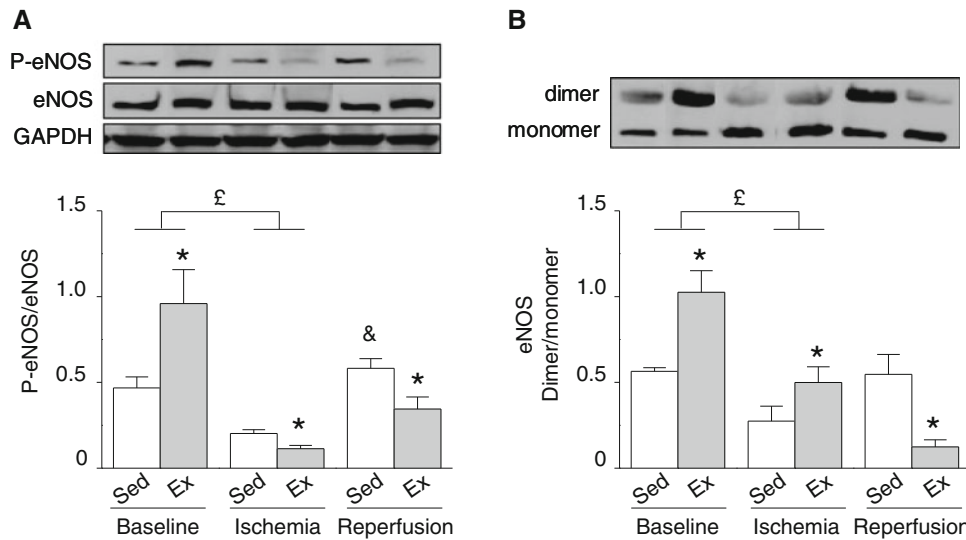 A
P-eNOS
eNOS
GAPDH
£
1.5
1.0
0.5
0
P-eNOS/eNOS
*
*
&
*
Sed Ex Sed Ex Sed Ex
Baseline Ischemia Reperfusion
B
dimer
monomer
£
1.5
1.0
0.5
0
eNOS
Dimer/monomer
*
*
*
Sed Ex Sed Ex Sed Ex
Baseline Ischemia Reperfusion